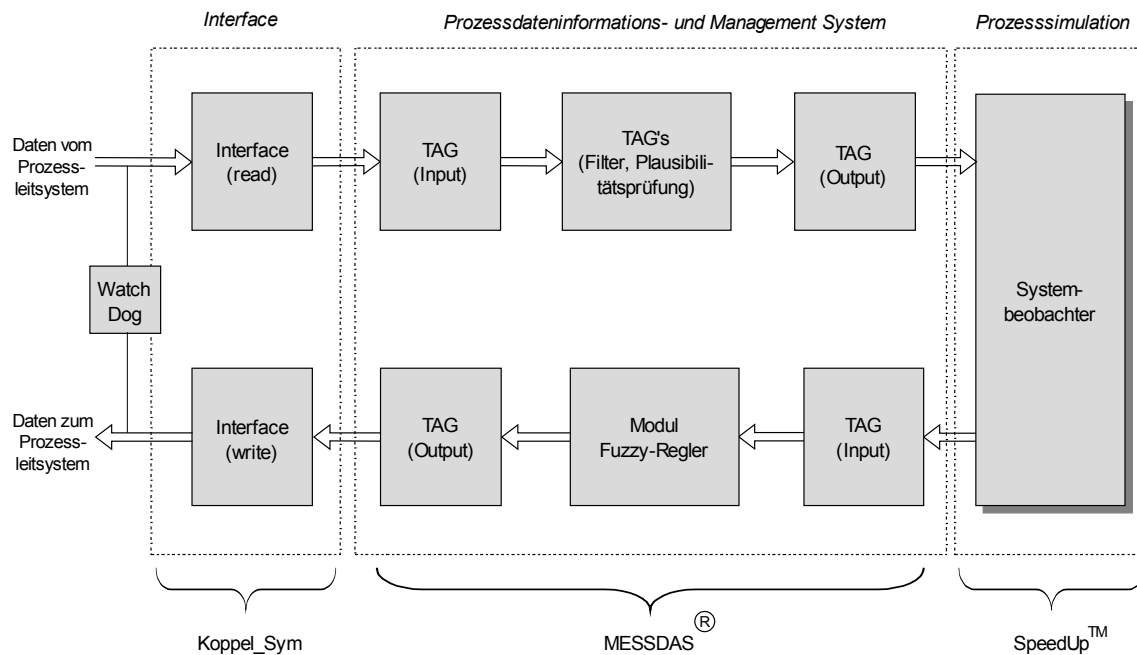 Interface
Prozessdateninformations- und Management System
Prozesssimulation
Daten vom
Prozess-
leitsystem
Interface
(read)
TAG
(Input)
TAG's
(Filter, Plausibili-
tätsprüfung)
TAG
(Output)
Watch
Dog
System-
beobachter
Daten zum
Prozess-
leitsystem
Interface
(write)
TAG
(Output)
Modul
Fuzzy-Regler
TAG
(Input)
Koppel_Sym
MESSDAS®
SpeedUp™